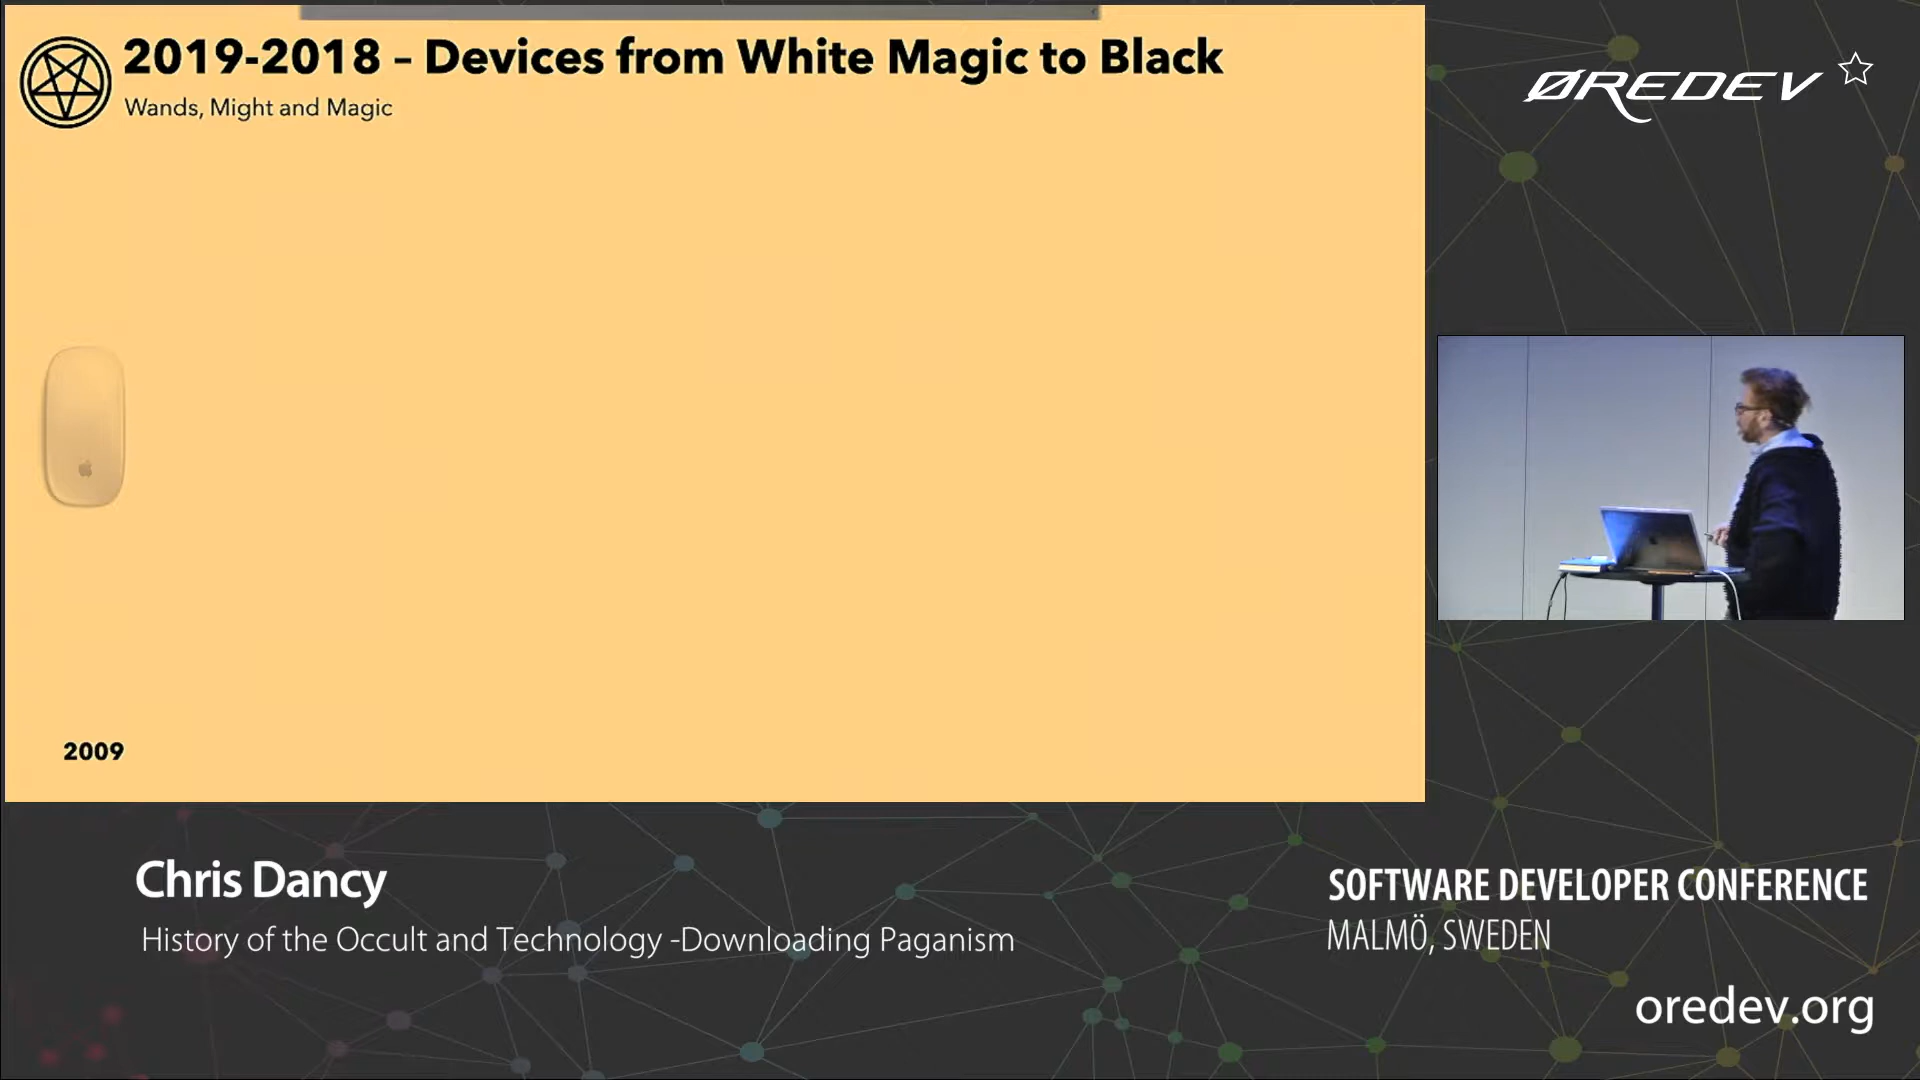 2019-2018 – Devices from White Magic to Black
Wands, Might and Magic
2009
ØREDEV
Chris Dancy
History of the Occult and Technology -Downloading Paganism
SOFTWARE DEVELOPER CONFERENCE
MALMÖ, SWEDEN
oredev.org